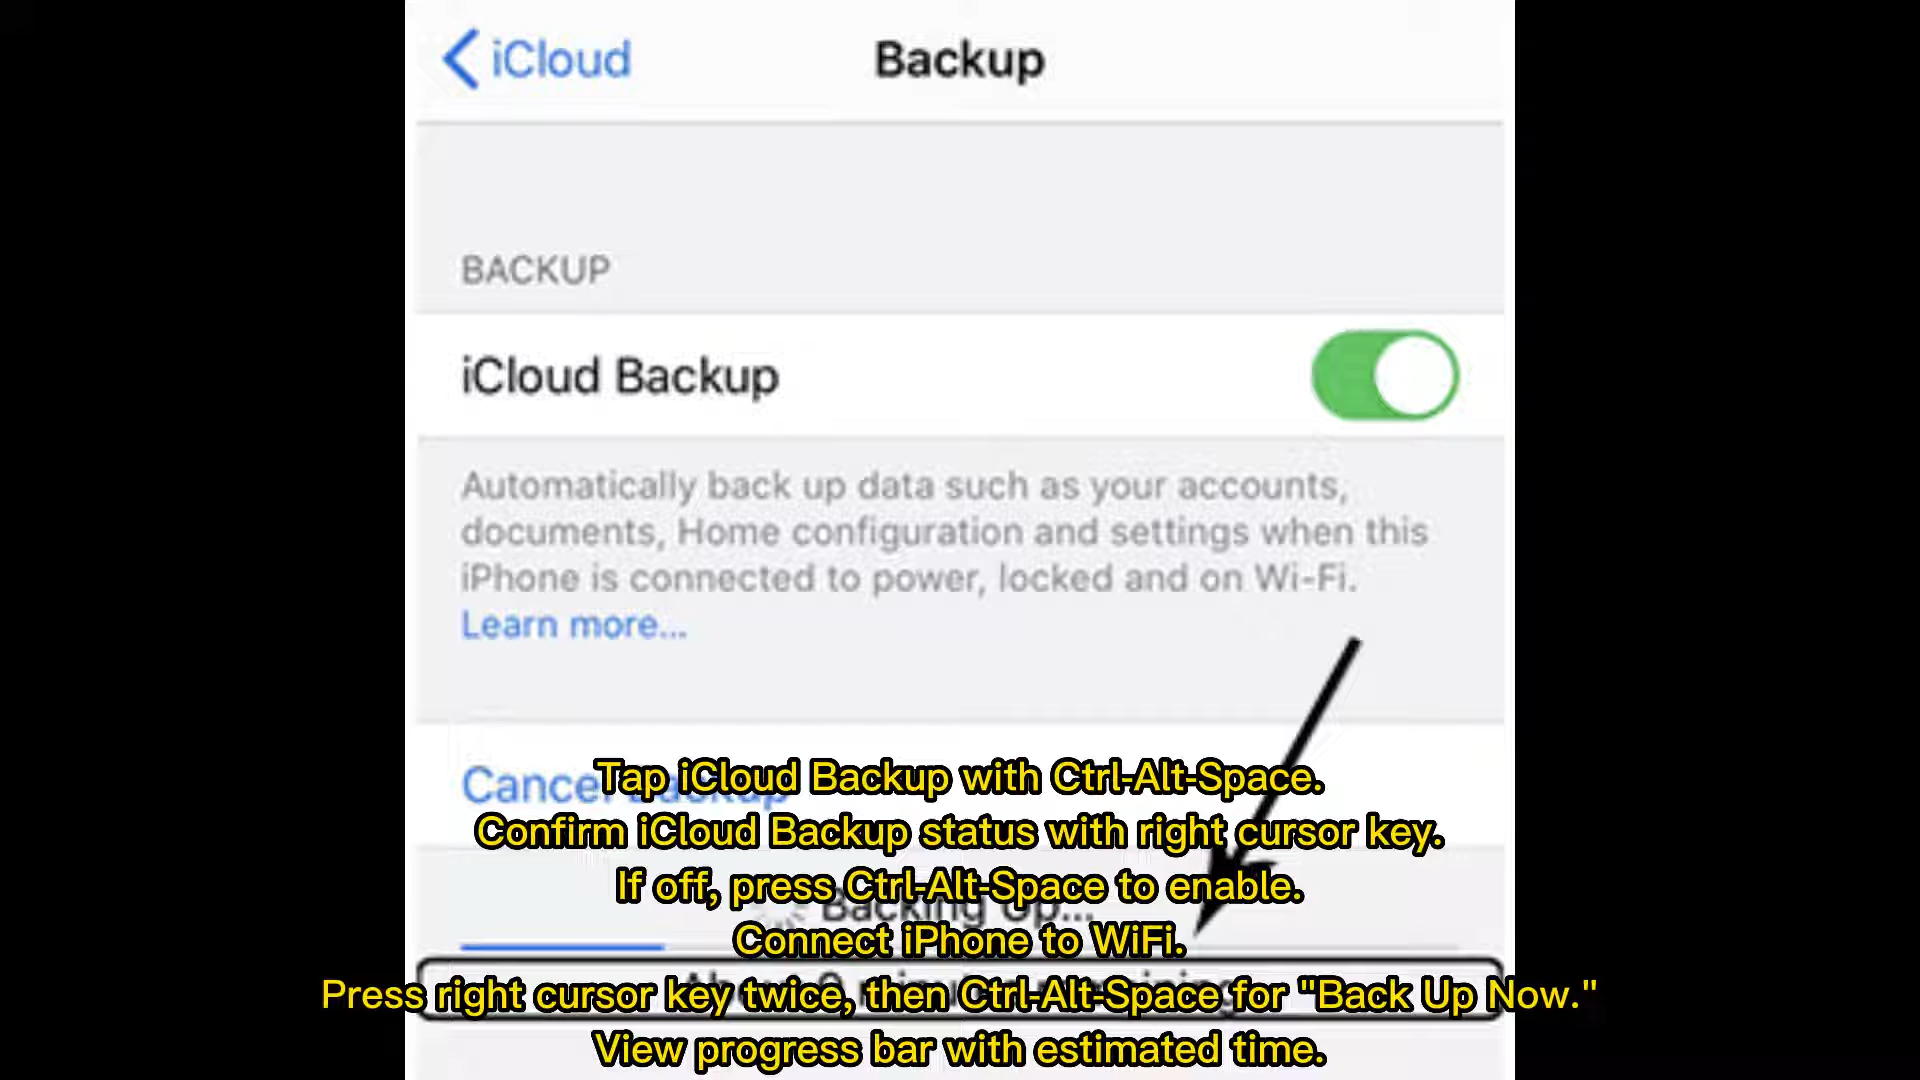 iCloud
Backup
BACKUP
iCloud Backup
Automatically back up data such as your accounts,
documents, Home configuration and settings when this
iPhone is connected to power, locked and on Wi-Fi.
Learn more...
Cancel Backup
Tap iCloud Backup with Ctrl-Alt-Space.
Confirm iCloud Backup status with right cursor key.
If off, press Ctrl-Alt-Space to enable.
Backing Up...
Connect iPhone to WiFi.
Press right cursor key twice, then Ctrl-Alt-Space for "Back Up Now."
View progress bar with estimated time.